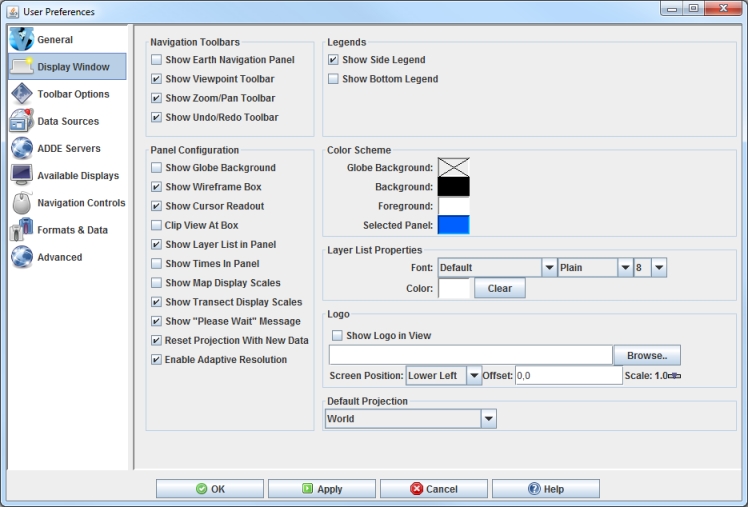 User Preferences
General
Display Window
Toolbar Options
Data Sources
ADDE Servers
Available Displays
Navigation Controls
Formats & Data
Advanced
Navigation Toolbars
Show Earth Navigation Panel
Show Viewpoint Toolbar
Show Zoom/Pan Toolbar
Show Undo/Redo Toolbar
Legends
Show Side Legend
Show Bottom Legend
Panel Configuration
Show Globe Background
Show Wireframe Box
Show Cursor Readout
Clip View At Box
Show Layer List in Panel
Show Times In Panel
Show Map Display Scales
Show Transect Display Scales
Show "Please Wait" Message
Reset Projection With New Data
Enable Adaptive Resolution
Color Scheme
Globe Background:
Background:
Foreground:
Selected Panel:
Layer List Properties
Font: Default Plain 8
Color: Clear
Logo
Show Logo in View
Browse..
Screen Position: Lower Left Offset: 0,0 Scale: 1.0
Default Projection
World
OK Apply Cancel Help